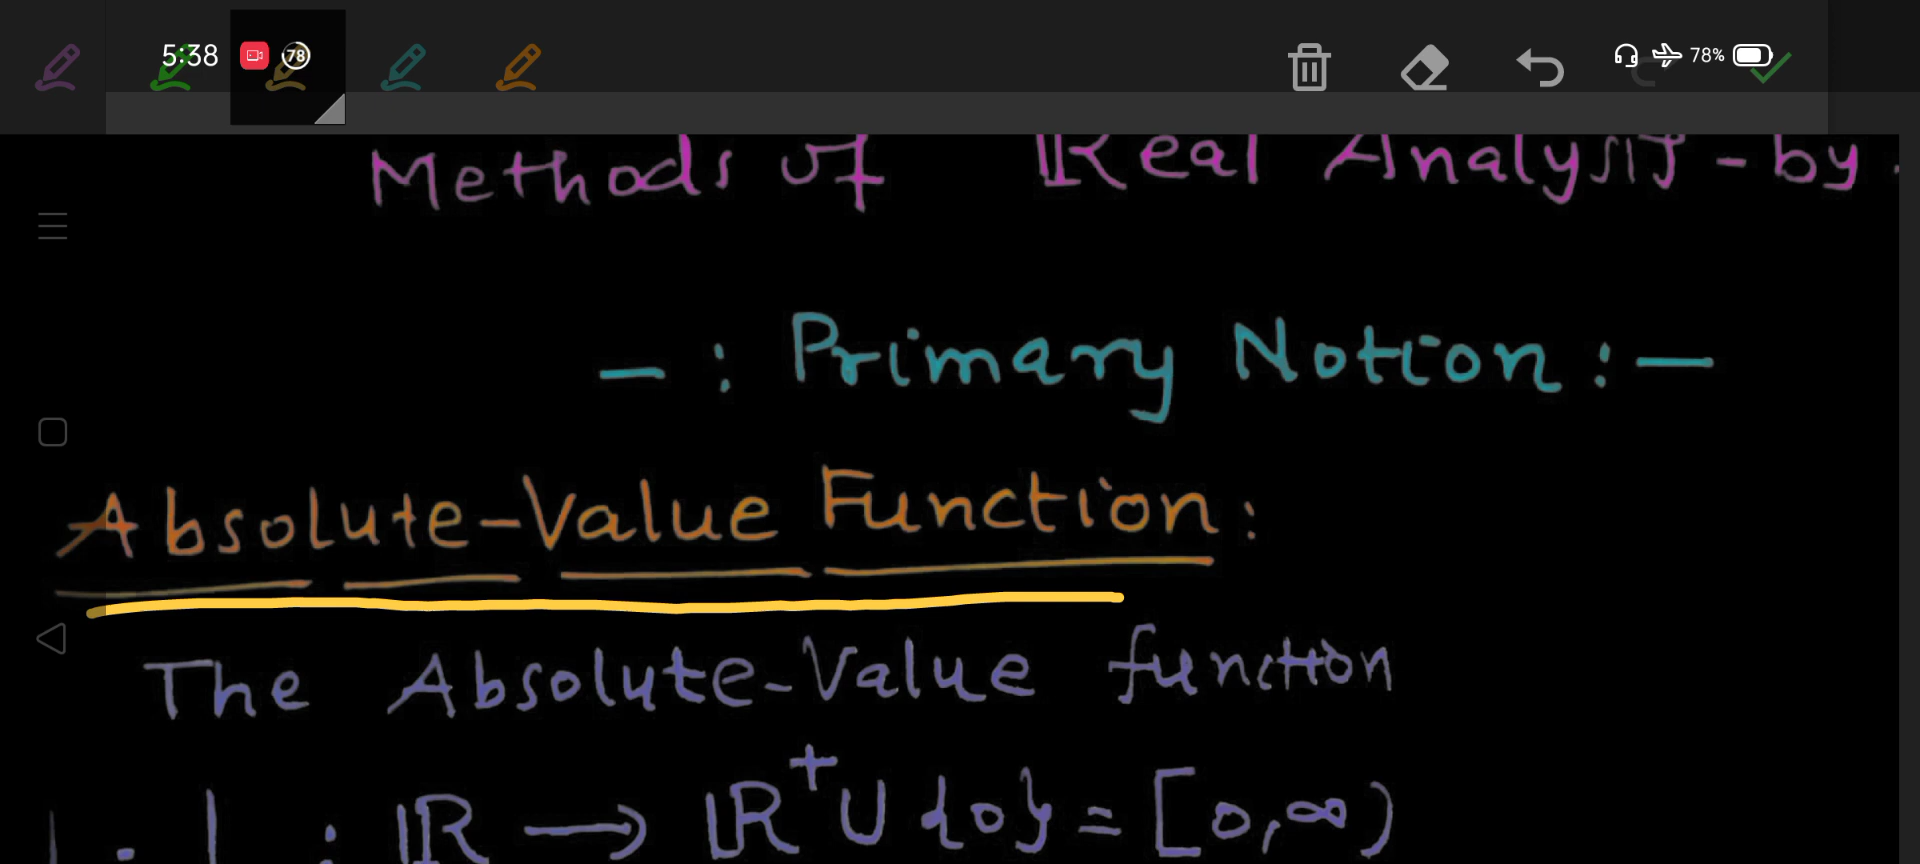 5:38 78 78%
Methods of Real Analysis - by.
- : Primary Notion : -
Absolute-Value Function :
The Absolute-Value function
|·| : ℝ → ℝ⁺∪{0} = [0,∞)